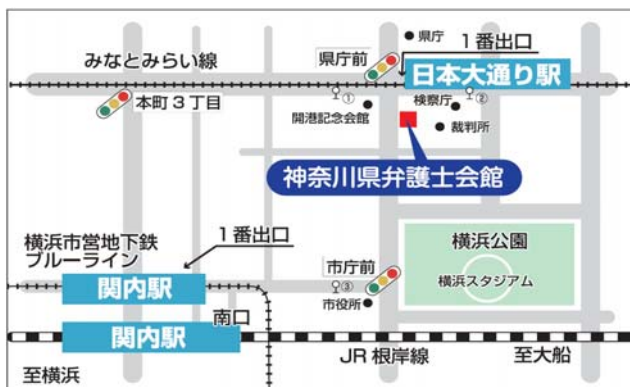 県庁
みなとみらい線
県庁前
1番出口
日本大通り駅
本町3丁目
①
開港記念会館
検察庁
②
裁判所
神奈川県弁護士会館
横浜市営地下鉄
ブルーライン
1番出口
横浜公園
横浜スタジアム
市庁前
関内駅
③
市役所
南口
関内駅
JR根岸線
至大船
至横浜